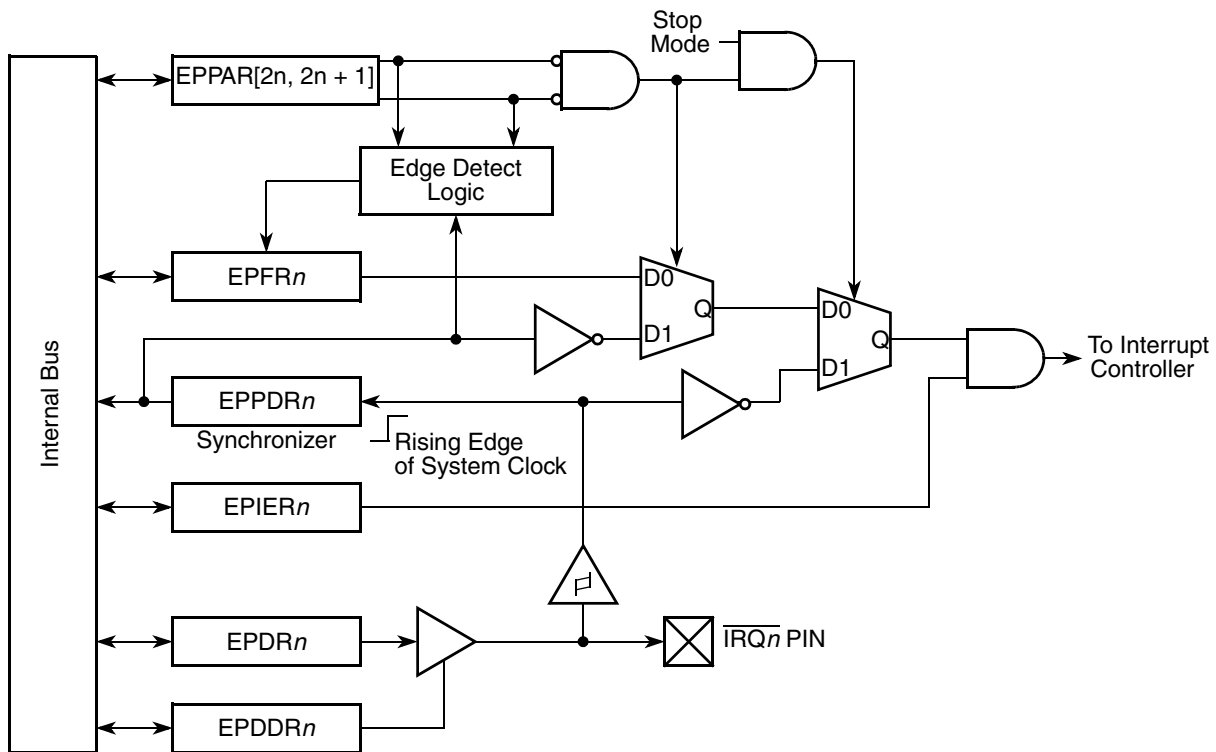 Stop
Mode
EPPAR[2n, 2n + 1]
Edge Detect
Logic
EPFRn
D0
Q
D1
D0
Q
D1
To Interrupt
Controller
Internal Bus
EPPDRn
Synchronizer
Rising Edge
of System Clock
EPIERn
EPDRn
IRQn PIN
EPDDRn